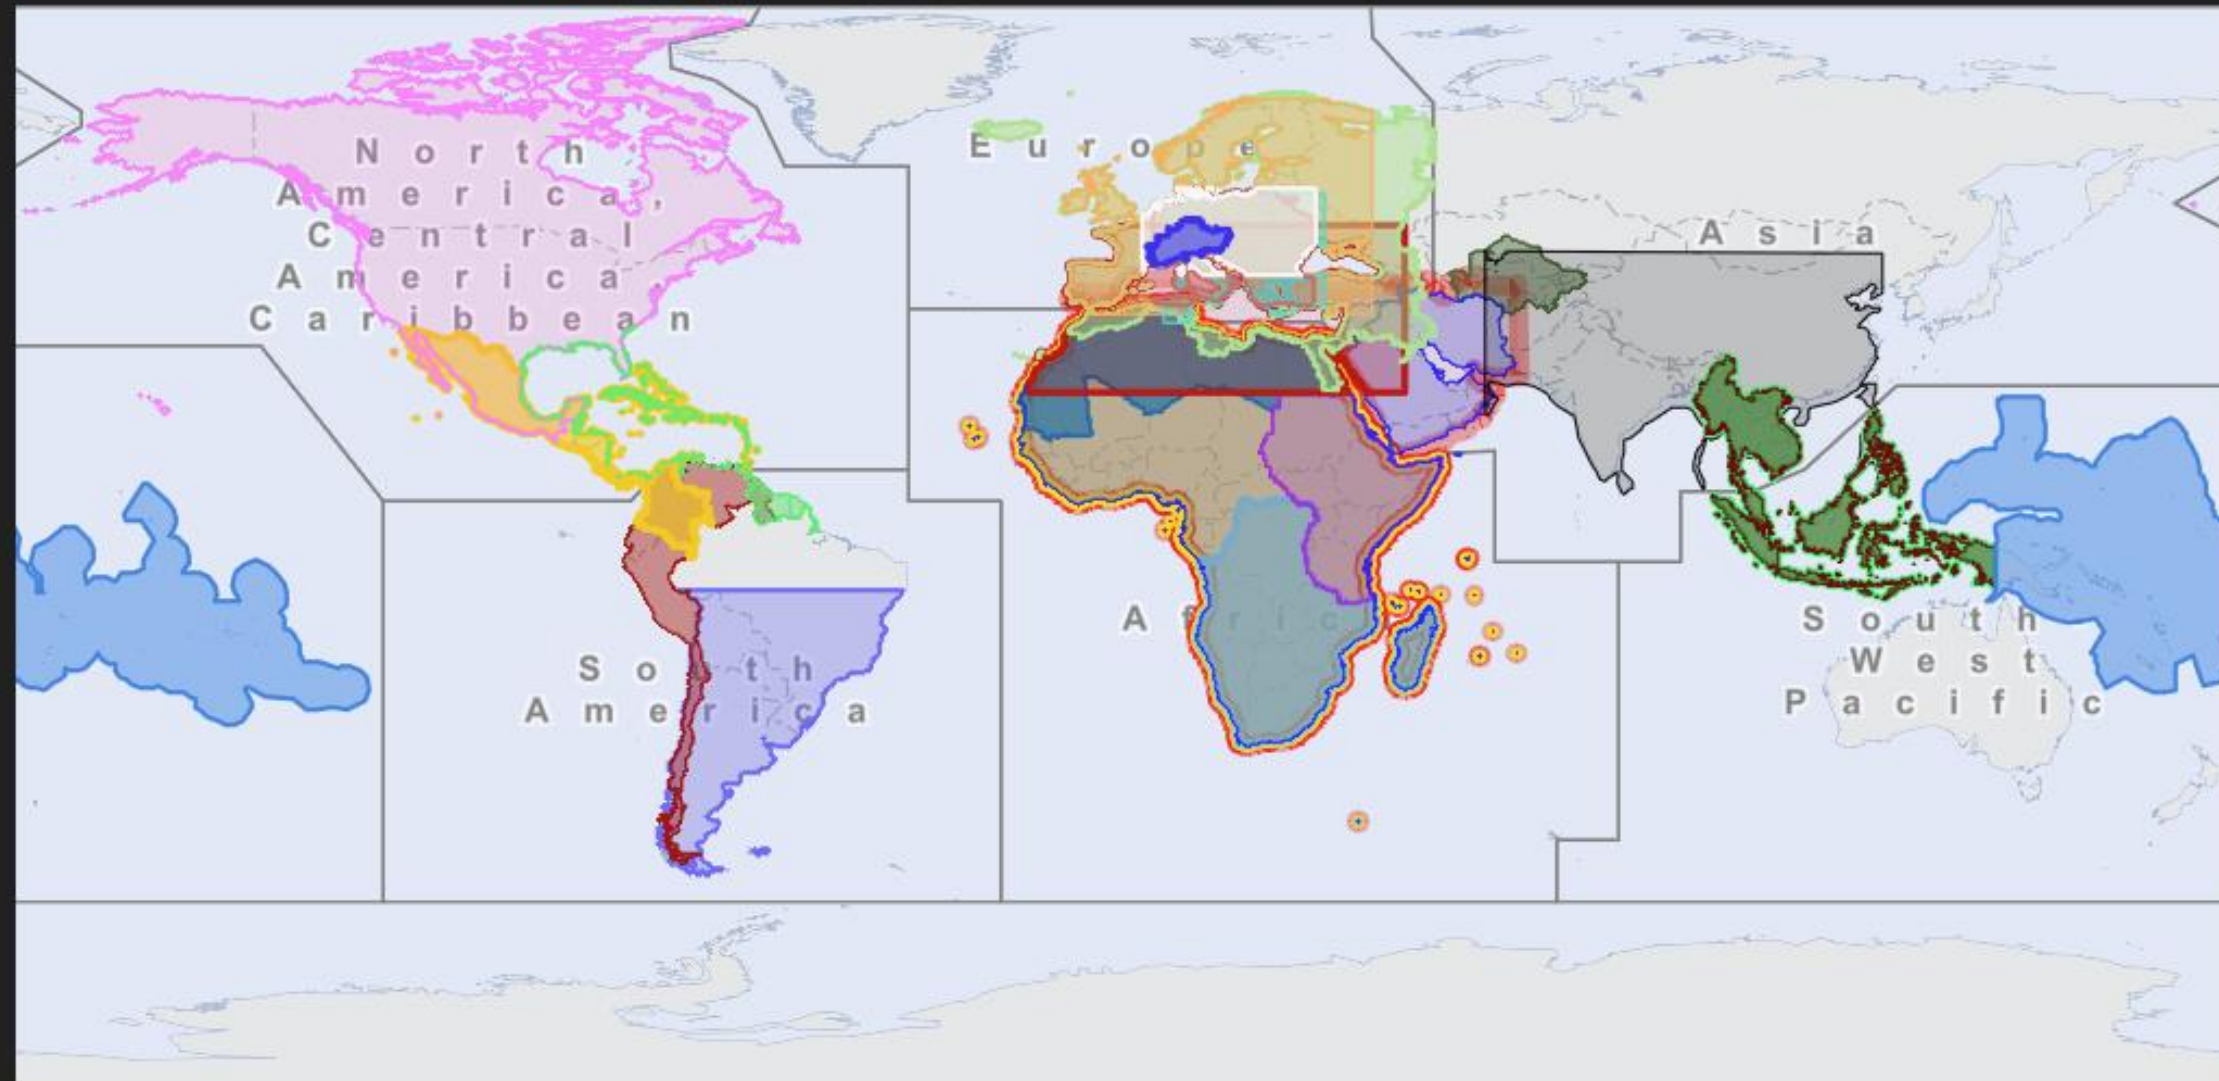 North
America,
Central
America,
Caribbean
Europe
Asia
Africa
South
America
South
West
Pacific